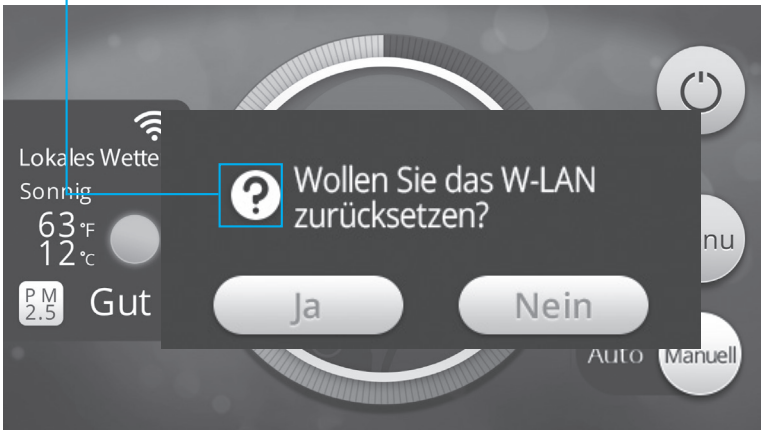 Lokales Wette
Sonnig
63 °F
12 °C
PM
2.5
Gut
Wollen Sie das W-LAN
zurücksetzen?
Ja
Nein
nu
Auto
Manuell